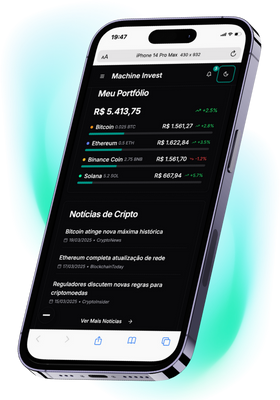 19:47
AA
iPhone 14 Pro Max 430 x 932
Machine Invest
Meu Portfólio
R$ 5.413,75
+2.5%
Bitcoin 0.025 BTC
R$ 1.561,27
+2.8%
Ethereum 0.5 ETH
R$ 1.622,84
+3.5%
Binance Coin 2.75 BNB
R$ 1.561,70
-1.2%
Solana 5.2 SOL
R$ 667,94
+5.7%
Notícias de Cripto
Bitcoin atinge nova máxima histórica
18/03/2025 • CryptoNews
Ethereum completa atualização de rede
17/03/2025 • BlockchainToday
Reguladores discutem novas regras para
criptomoedas
15/03/2025 • CryptoInsider
Ver Mais Notícias →